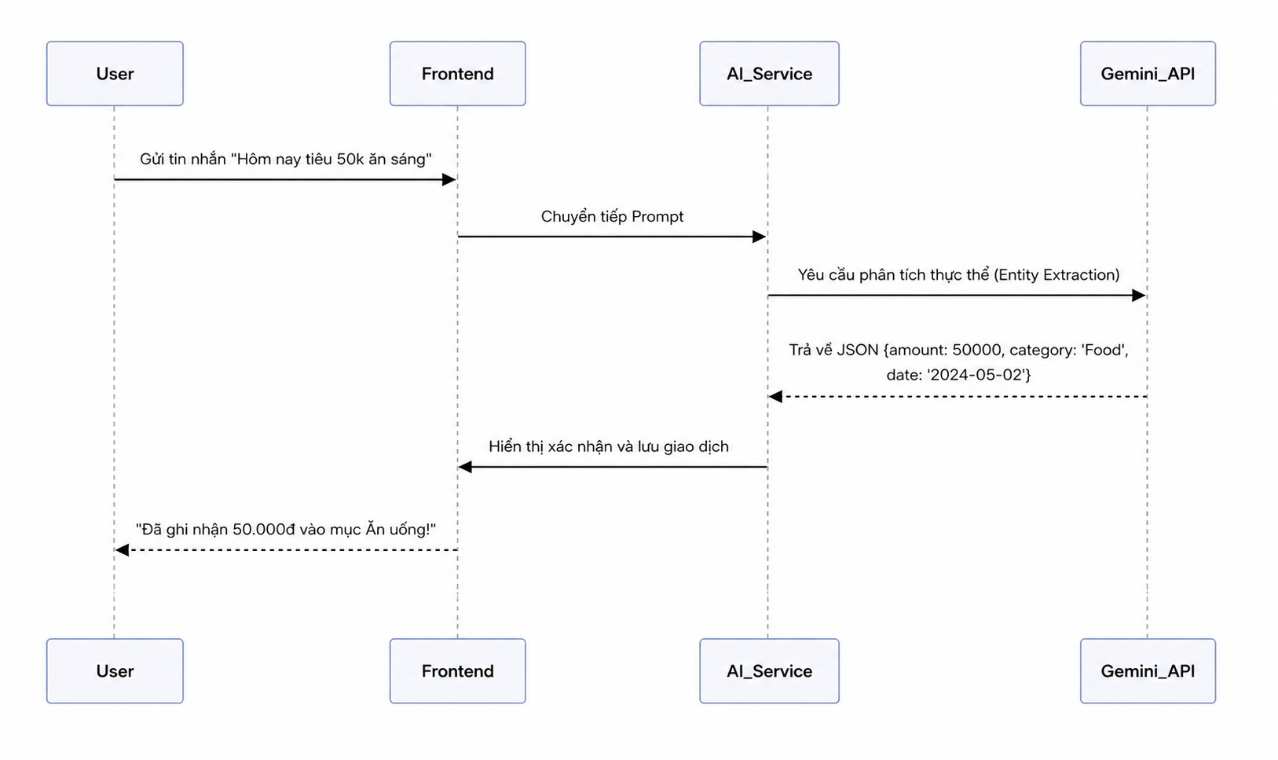 User
Frontend
AI_Service
Gemini_API
Gửi tin nhắn "Hôm nay tiêu 50k ăn sáng"
Chuyển tiếp Prompt
Yêu cầu phân tích thực thể (Entity Extraction)
Trả về JSON {amount: 50000, category: 'Food',
date: '2024-05-02'}
Hiển thị xác nhận và lưu giao dịch
"Đã ghi nhận 50.000đ vào mục Ăn uống!"
User
Frontend
AI_Service
Gemini_API